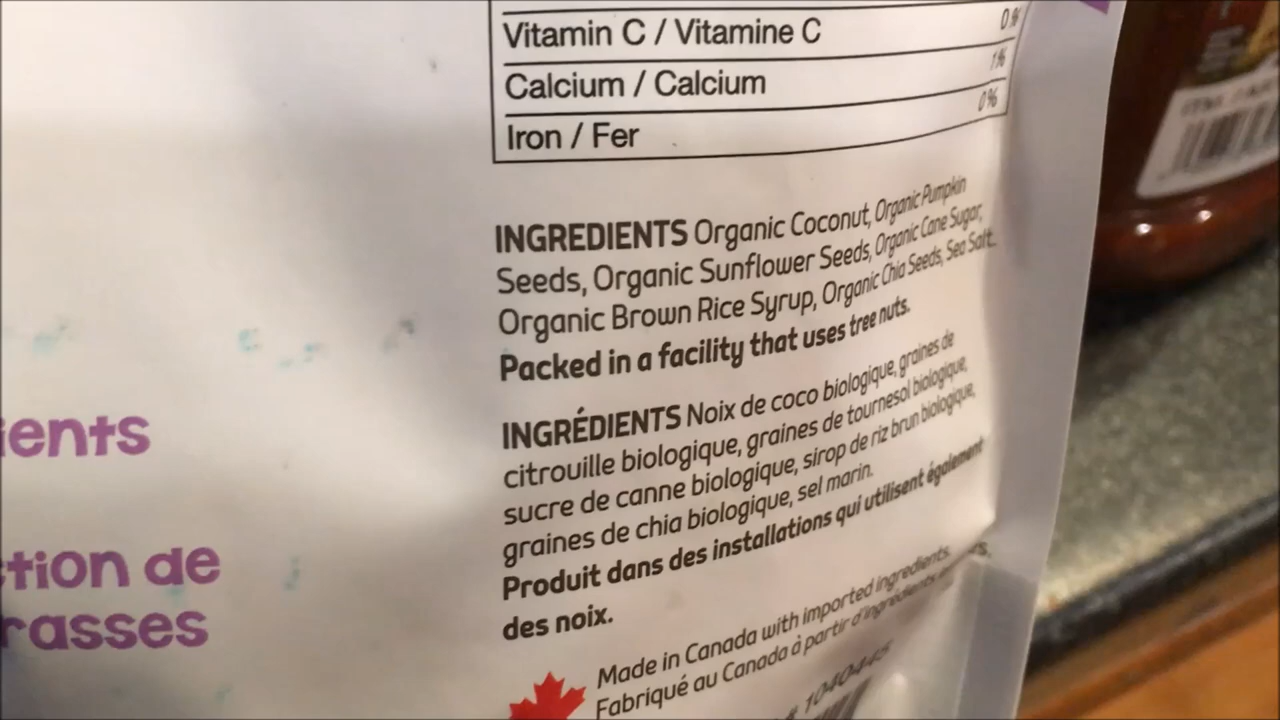 Vitamin C / Vitamine C 0%
Calcium / Calcium 1%
Iron / Fer 0%
INGREDIENTS Organic Coconut, Organic Pumpkin
Seeds, Organic Sunflower Seeds, Organic Cane Sugar,
Organic Brown Rice Syrup, Organic Chia Seeds, Sea Salt.
Packed in a facility that uses tree nuts.
INGRÉDIENTS Noix de coco biologique, graines de
citrouille biologique, graines de tournesol biologique,
sucre de canne biologique, sirop de riz brun biologique,
graines de chia biologique, sel marin.
Produit dans des installations qui utilisent également
des noix.
Made in Canada with imported ingredients.
Fabriqué au Canada à partir d'ingrédients
1040445
ients
tion de
rasses